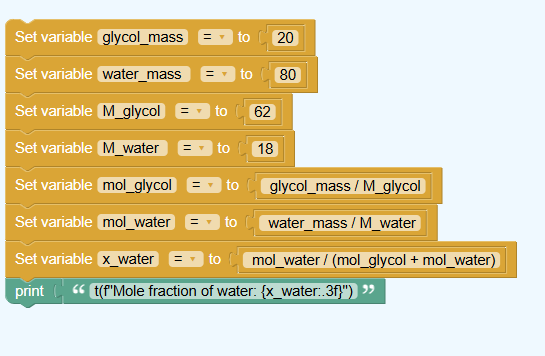 Set variable glycol_mass = to 20
Set variable water_mass = to 80
Set variable M_glycol = to 62
Set variable M_water = to 18
Set variable mol_glycol = to glycol_mass / M_glycol
Set variable mol_water = to water_mass / M_water
Set variable x_water = to mol_water / (mol_glycol + mol_water)
print “ t(f"Mole fraction of water: {x_water:.3f}") ”